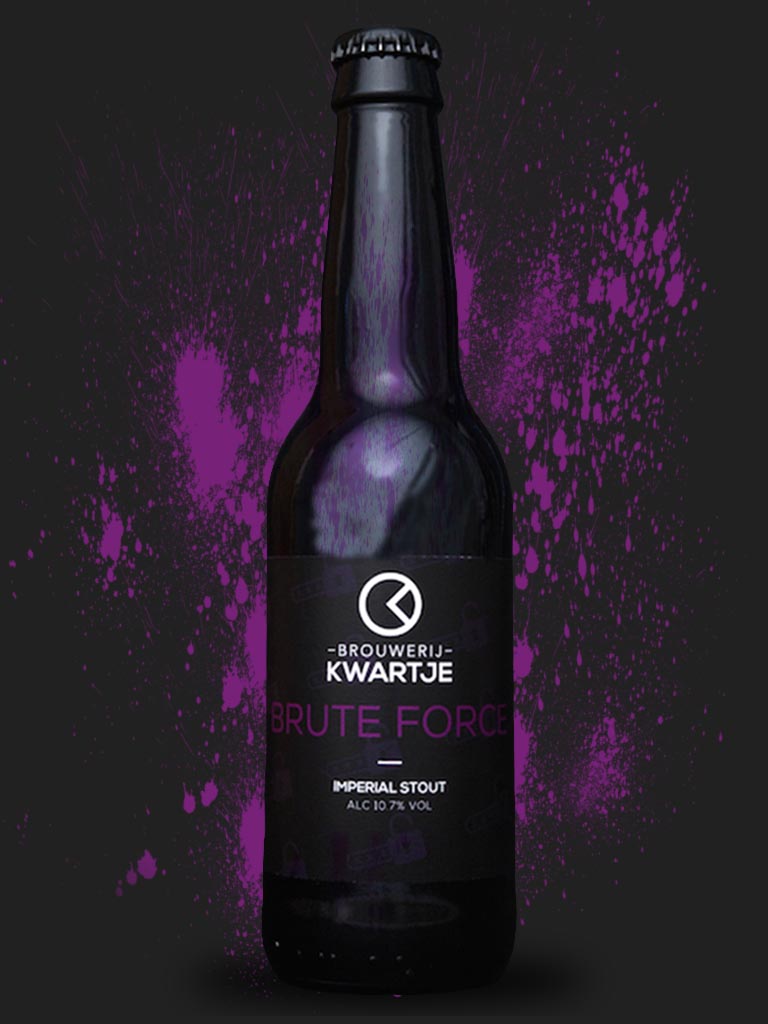 -BROUWERIJ-
KWARTJE
BRUTE FORCE
IMPERIAL STOUT
ALC 10.7% VOL